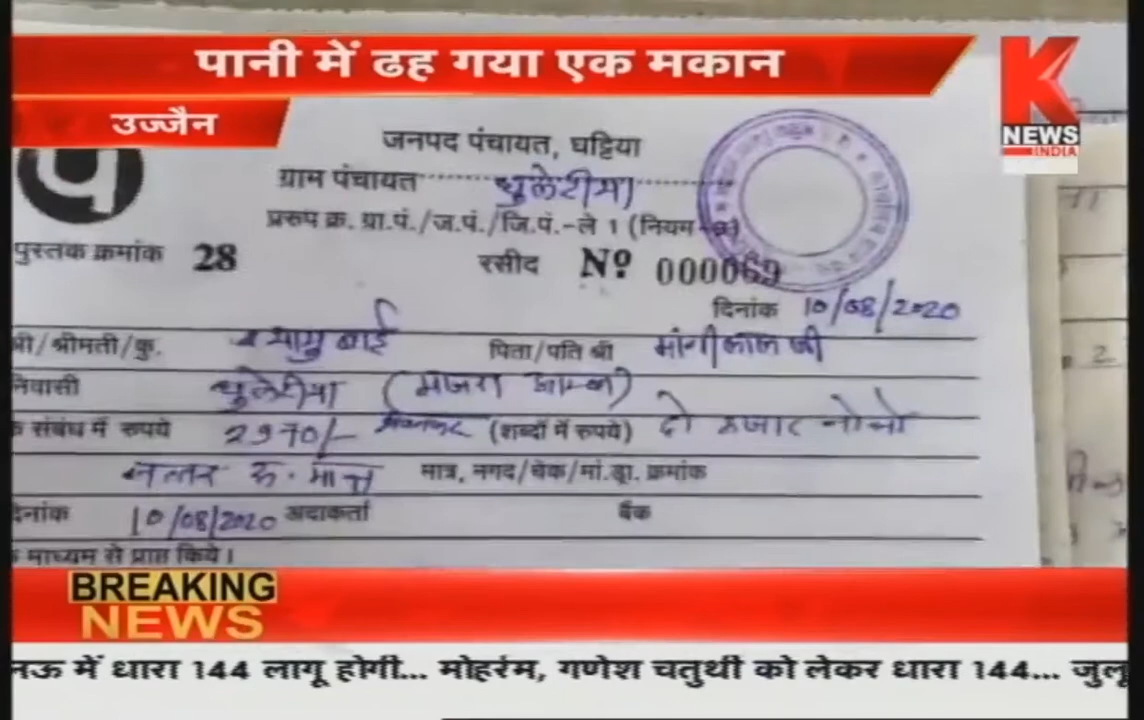 पानी में ढह गया एक मकान
उज्जैन
K
NEWS
INDIA
जनपद पंचायत, घट्टिया
ग्राम पंचायत धुलेटीया
प्ररुप क्र. ग्रा.पं./ज.पं./जि.पं.-ले 1 (नियम
पुस्तक क्रमांक 28 रसीद Nº 000069
दिनांक 10/08/2020
श्री/श्रीमती/कु. बाई पिता/पति श्री मांगीलाल जी
निवासी धुलेटीया
के संबंध में रुपये 2970/- (शब्दों में रुपये) दो हजार नोसो
रु. मात्र मात्र, नगद/चेक/मां.ड्रा. क्रमांक
दिनांक 10/08/2020 अदाकर्ता बैंक
के माध्यम से प्राप्त किये।
BREAKING
NEWS
नऊ में धारा 144 लागू होगी... मोहर्रम, गणेश चतुर्थी को लेकर धारा 144... जुलू